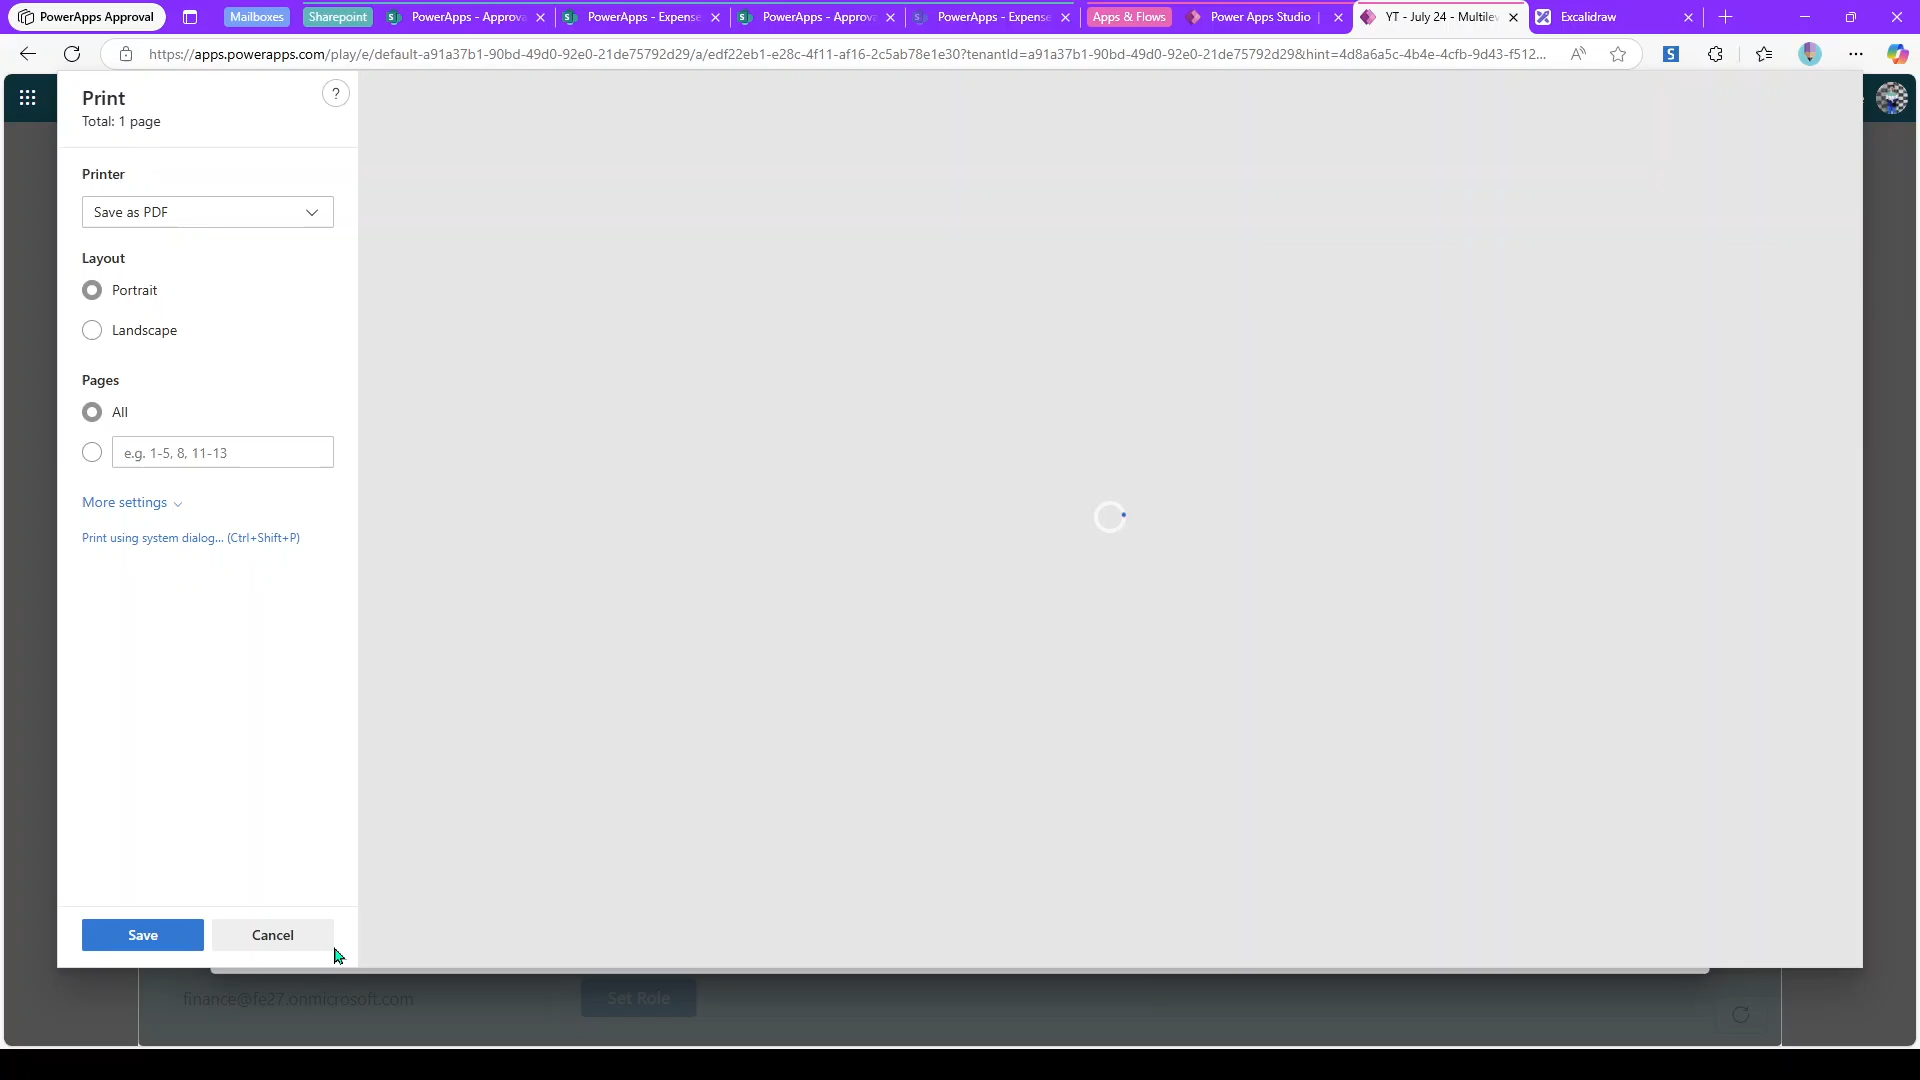 PowerApps Approval
Mailboxes
Sharepoint
PowerApps - Approva
PowerApps - Expense
PowerApps - Approva
PowerApps - Expense
Apps & Flows
Power Apps Studio |
YT - July 24 - Multilev
Excalidraw
https://apps.powerapps.com/play/e/default-a91a37b1-90bd-49d0-92e0-21de75792d29/a/edf22eb1-e28c-4f11-af16-2c5ab78e1e30?tenantId=a91a37b1-90bd-49d0-92e0-21de75792d29&hint=4d8a6a5c-4b4e-4cfb-9d43-f512...
Print
?
Total: 1 page
Printer
Save as PDF
Layout
Portrait
Landscape
Pages
All
e.g. 1-5, 8, 11-13
More settings
Print using system dialog... (Ctrl+Shift+P)
Save
Cancel
finance@fe27.onmicrosoft.com
Set Role